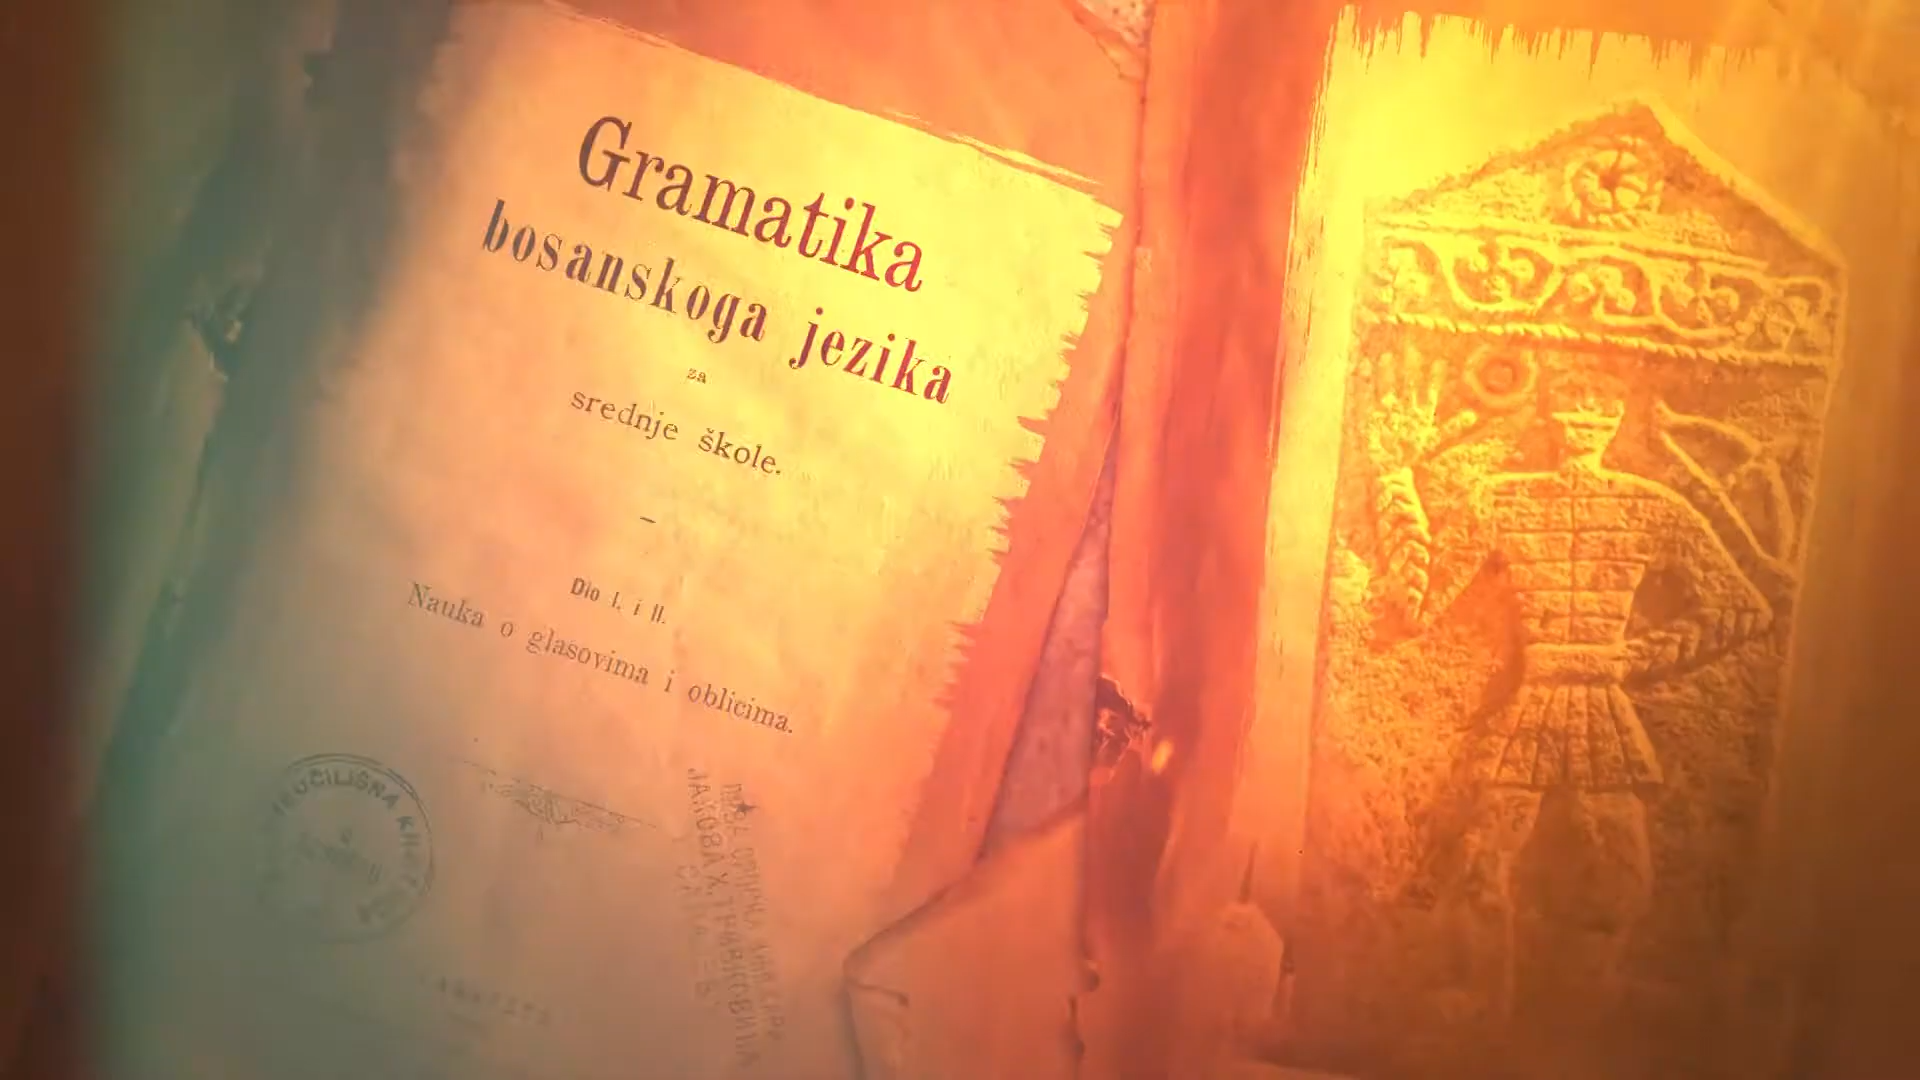 Gramatika
bosanskoga jezika
za
srednje škole.
–
Dio I. i II.
Nauka o glasovima i oblicima.